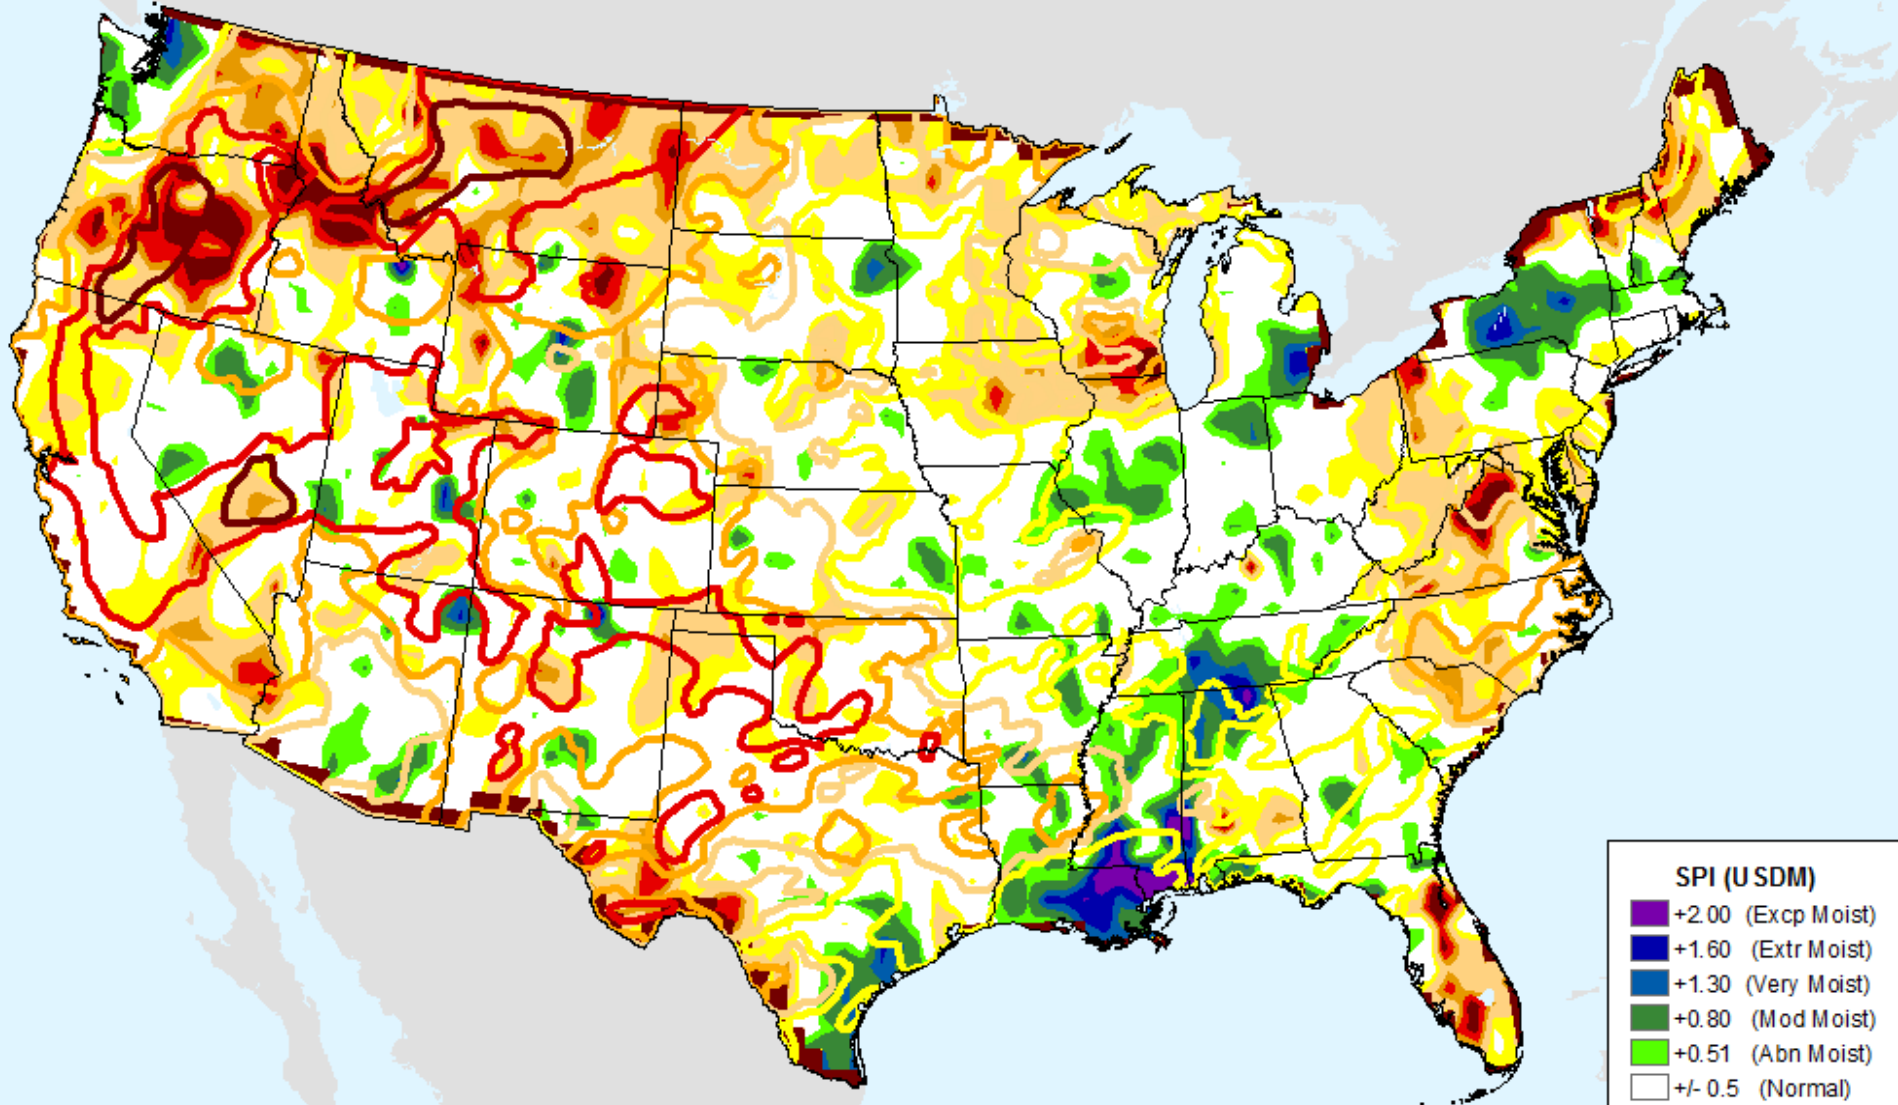 SPI (USDM)
+2.00 (Excp Moist)
+1.60 (Extr Moist)
+1.30 (Very Moist)
+0.80 (Mod Moist)
+0.51 (Abn Moist)
+/- 0.5 (Normal)